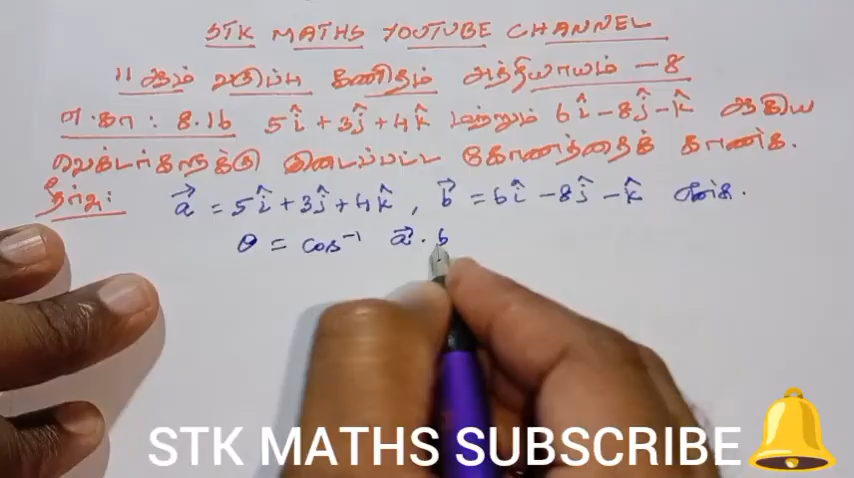 STK MATHS YOUTUBE CHANNEL
11 ஆம் வகுப்பு கணிதம் அத்தியாயம் - 8
எ.கா : 8.16 5î + 3ĵ + 4k̂ மற்றும் 6î - 8ĵ - k̂ ஆகிய
வெக்டர்களுக்கு இடைப்பட்ட கோணத்தைக் காண்க.
தீர்வு: a⃗ = 5î + 3ĵ + 4k̂ , b⃗ = 6î - 8ĵ - k̂ என்க.
θ = cos⁻¹ a⃗ . b
STK MATHS SUBSCRIBE